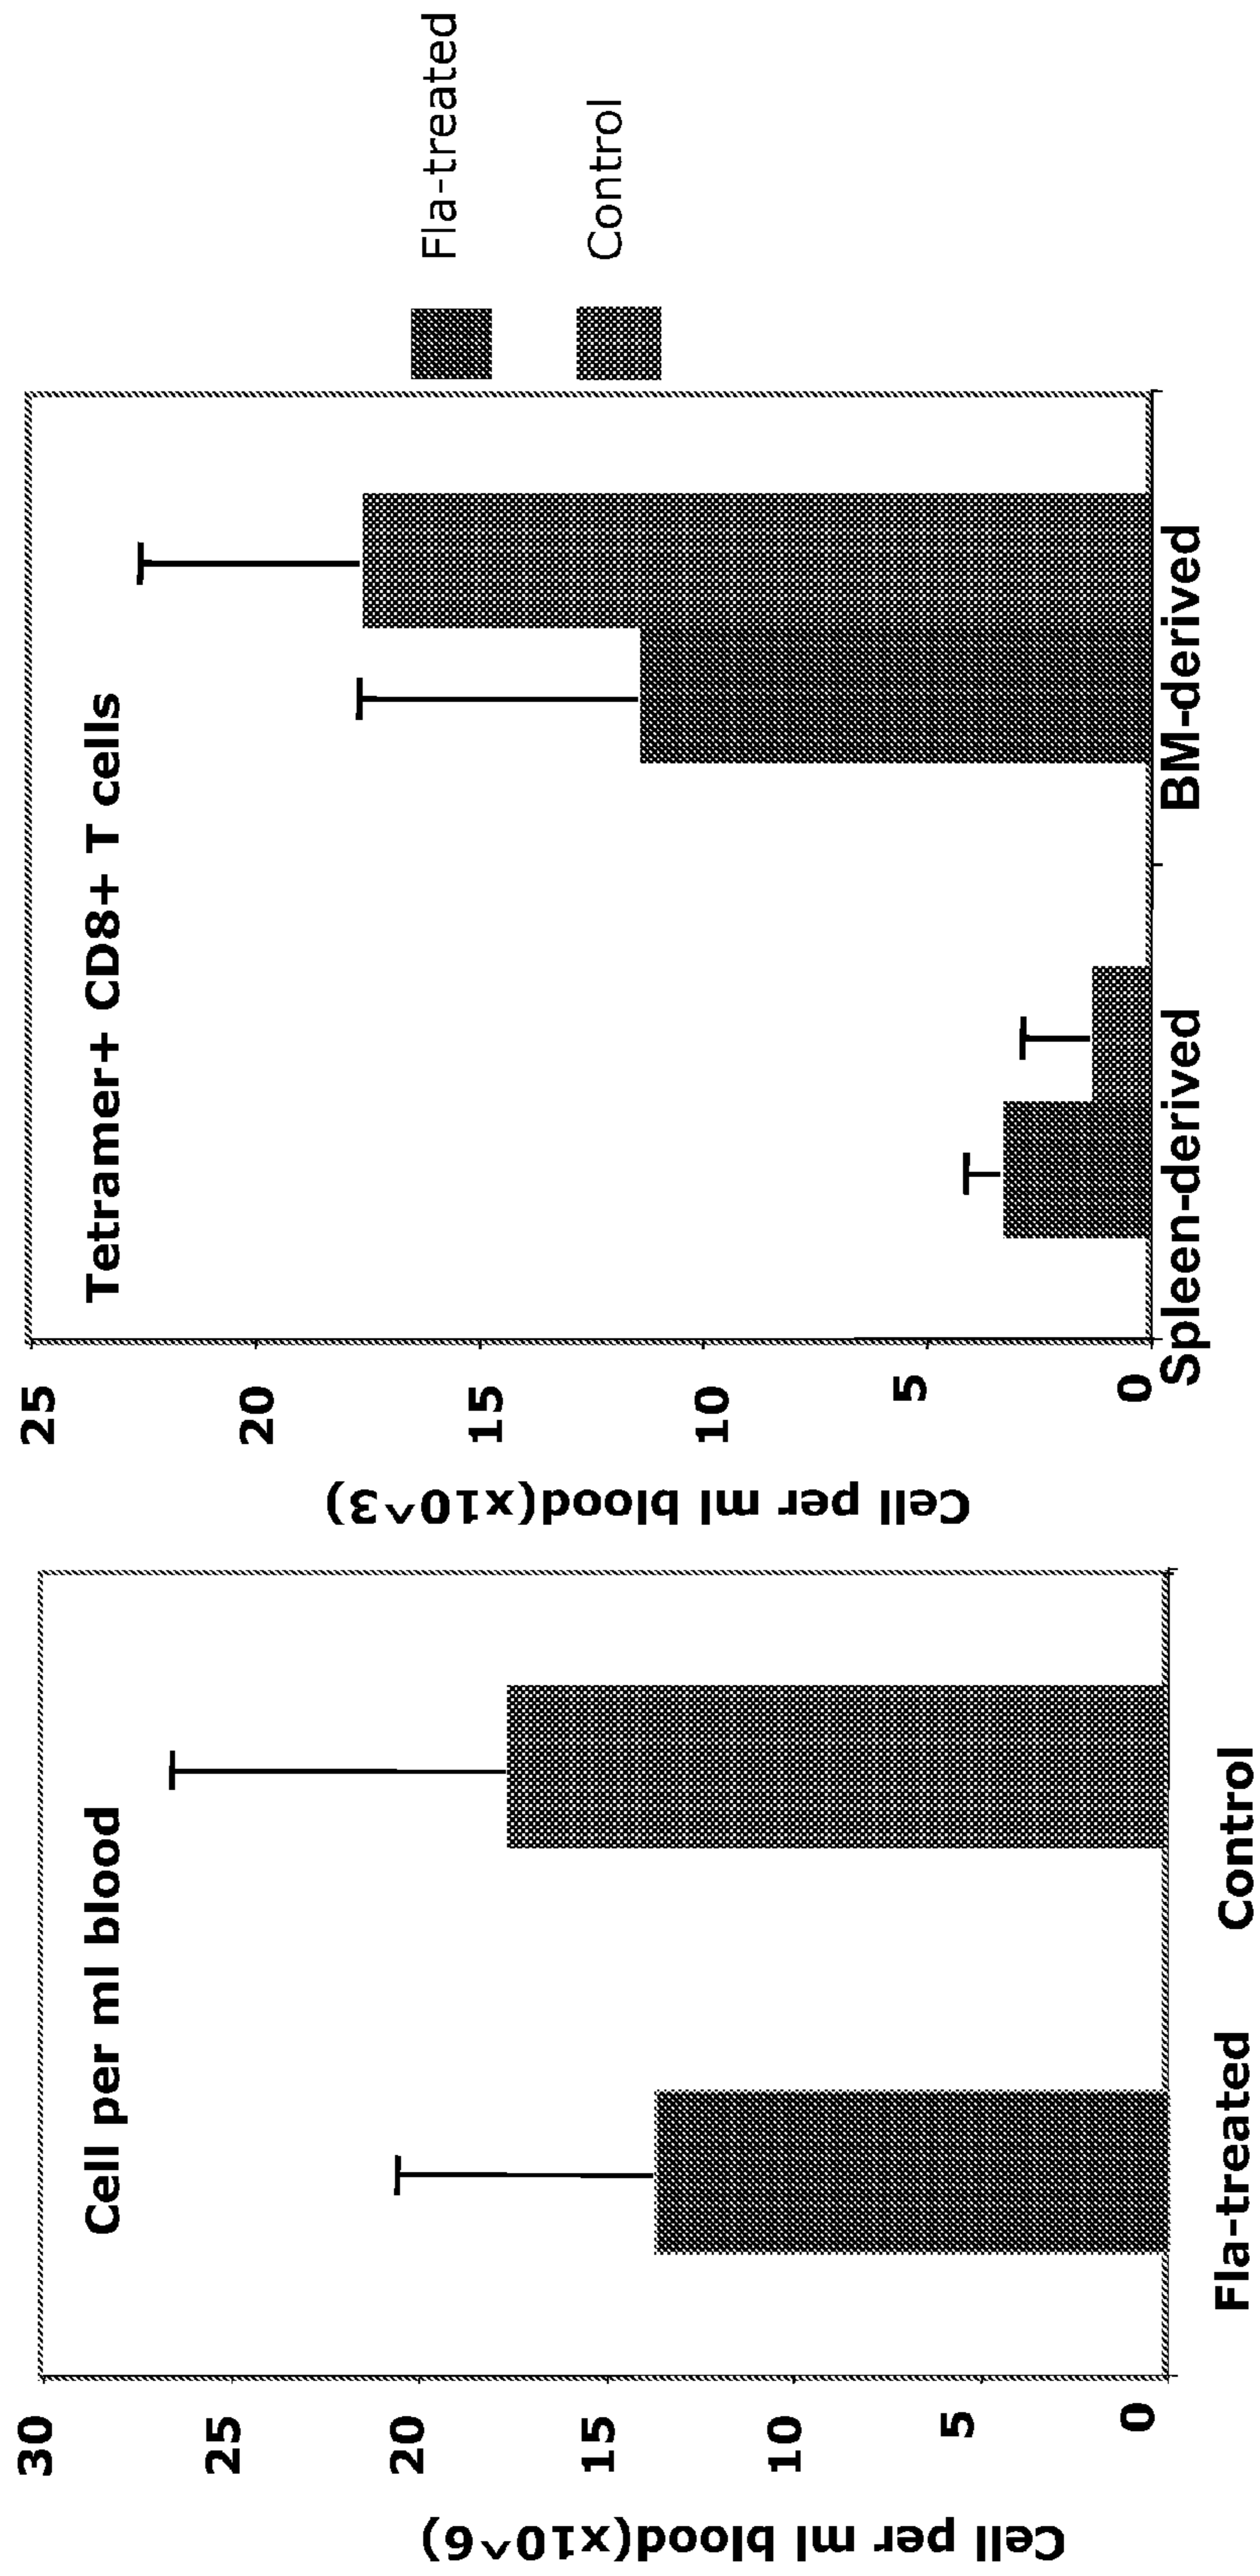 Cell per ml blood
Cell per ml blood(x10^6)
30
25
20
15
10
5
0
Fla-treated
Control
Tetramer+ CD8+ T cells
Cell per ml blood(x10^3)
25
20
15
10
5
0
Spleen-derived
BM-derived
Fla-treated
Control